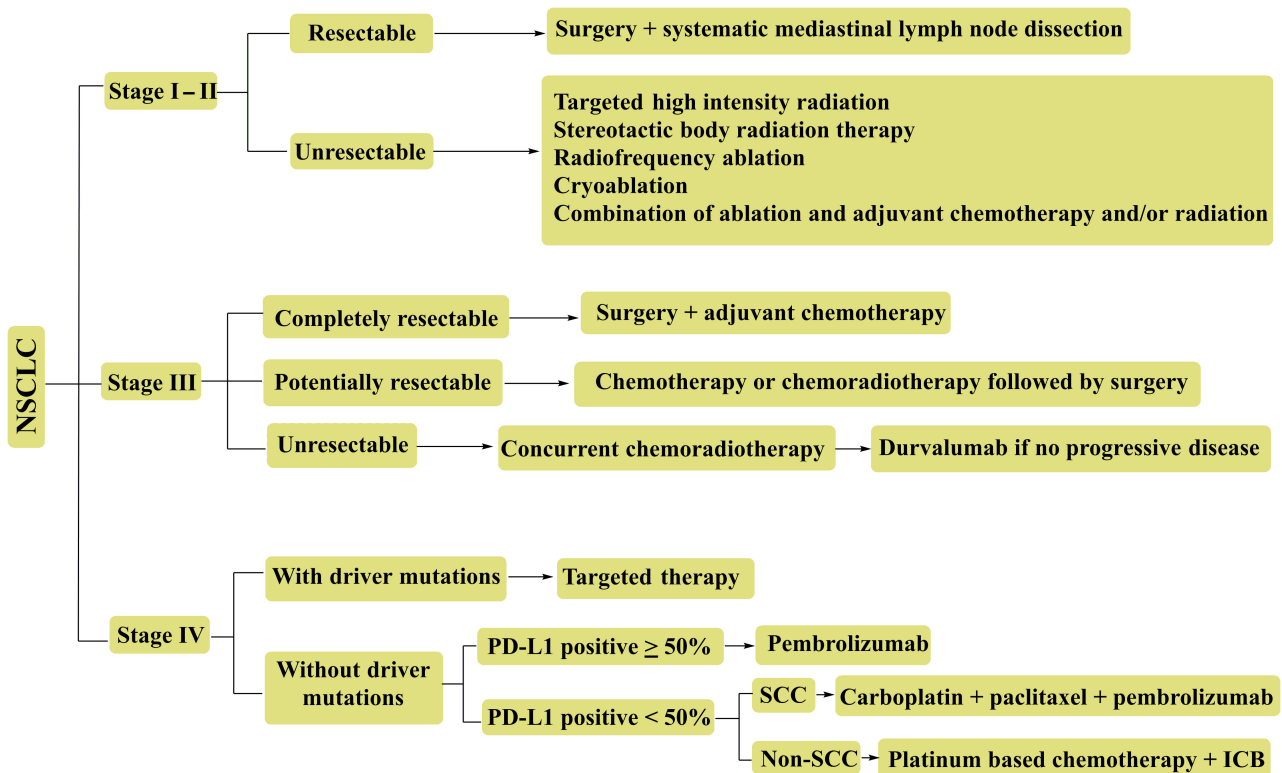 NSCLC
Stage I – II
Resectable
Surgery + systematic mediastinal lymph node dissection
Unresectable
Targeted high intensity radiation
Stereotactic body radiation therapy
Radiofrequency ablation
Cryoablation
Combination of ablation and adjuvant chemotherapy and/or radiation
Stage III
Completely resectable
Surgery + adjuvant chemotherapy
Potentially resectable
Chemotherapy or chemoradiotherapy followed by surgery
Unresectable
Concurrent chemoradiotherapy
Durvalumab if no progressive disease
Stage IV
With driver mutations
Targeted therapy
Without driver
mutations
PD-L1 positive ≥ 50%
Pembrolizumab
PD-L1 positive < 50%
SCC
Carboplatin + paclitaxel + pembrolizumab
Non-SCC
Platinum based chemotherapy + ICB